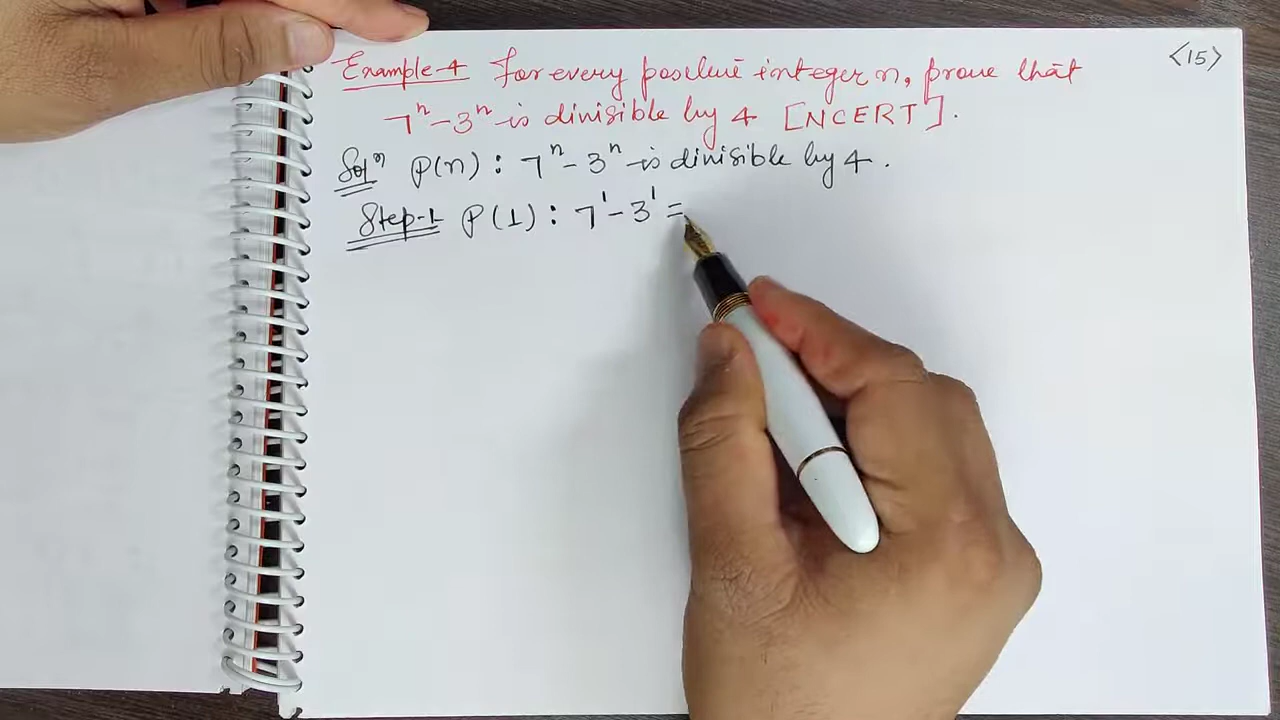 <15>
Example-4 For every positive integer n, prove that
7ⁿ-3ⁿ is divisible by 4 [NCERT].
Solⁿ P(n) : 7ⁿ-3ⁿ is divisible by 4.
Step-1 P(1) : 7¹-3¹ =